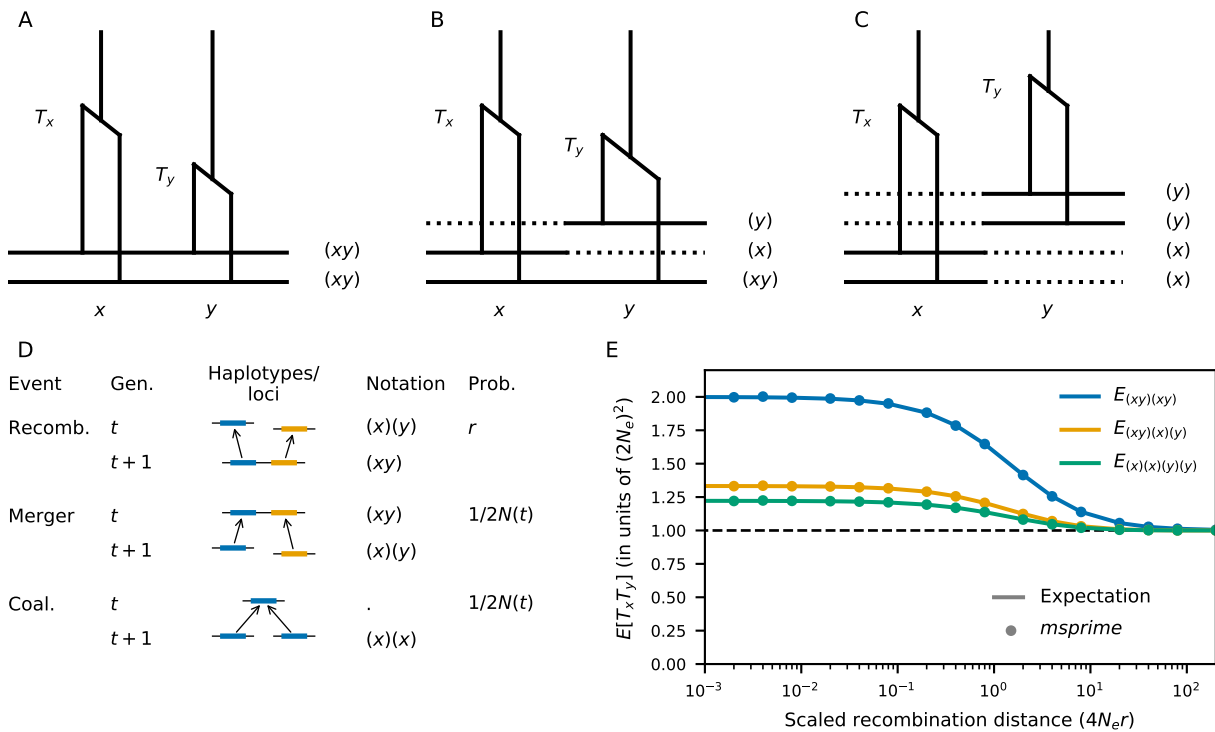 A
T_x
T_y
(xy)
(xy)
x y
B
T_x
T_y
(y)
(x)
(xy)
x y
C
T_x
T_y
(y)
(y)
(x)
(x)
x y
D
Event Gen. Haplotypes/ loci Notation Prob.
Recomb. t (x)(y) r
t + 1 (xy)
Merger t (xy) 1/2N(t)
t + 1 (x)(y)
Coal. t . 1/2N(t)
t + 1 (x)(x)
E
E[T_xT_y] (in units of (2N_e)^2)
2.00
1.75
1.50
1.25
1.00
0.75
0.50
0.25
0.00
E_(xy)(xy)
E_(xy)(x)(y)
E_(x)(x)(y)(y)
Expectation
msprime
10^−3 10^−2 10^−1 10^0 10^1 10^2
Scaled recombination distance (4N_er)